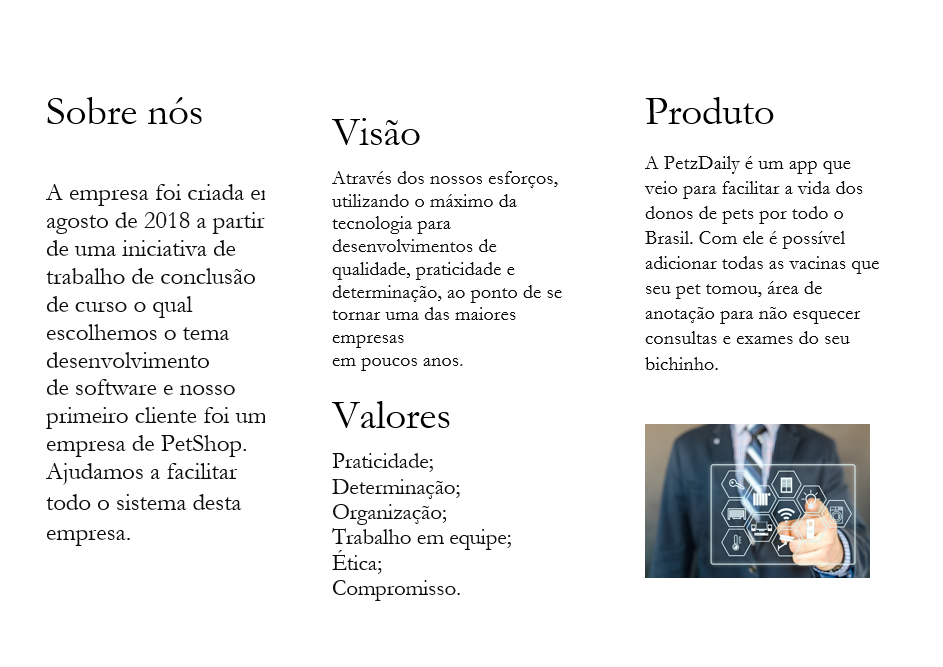 Sobre nós
A empresa foi criada
agosto de 2018 a partir
de uma iniciativa de
trabalho de conclusão
de curso o qual
escolhemos o tema
desenvolvimento
de software e nosso
primeiro cliente foi um
empresa de PetShop.
Ajudamos a facilitar
todo o sistema desta
empresa.
Visão
Através dos nossos esforços,
utilizando o máximo da
tecnologia para
desenvolvimentos de
qualidade, praticidade e
determinação, ao ponto de se
tornar uma das maiores
empresas
em poucos anos.
Valores
Praticidade;
Determinação;
Organização;
Trabalho em equipe;
Ética;
Compromisso.
Produto
A PetzDaily é um app que
veio para facilitar a vida dos
donos de pets por todo o
Brasil. Com ele é possível
adicionar todas as vacinas que
seu pet tomou, área de
anotação para não esquecer
consultas e exames do seu
bichinho.